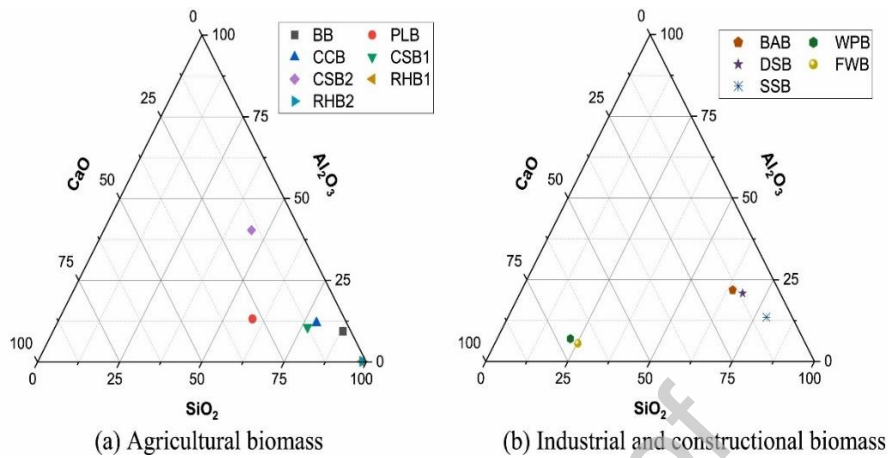 0
100
BB
PLB
CCB
CSB1
CSB2
RHB1
RHB2
25
75
CaO
Al₂O₃
50
50
75
25
100
0
0
25
50
75
100
SiO₂
(a) Agricultural biomass
0
100
BAB
WPB
DSB
FWB
SSB
25
75
CaO
Al₂O₃
50
50
75
25
100
0
0
25
50
75
100
SiO₂
(b) Industrial and constructional biomass